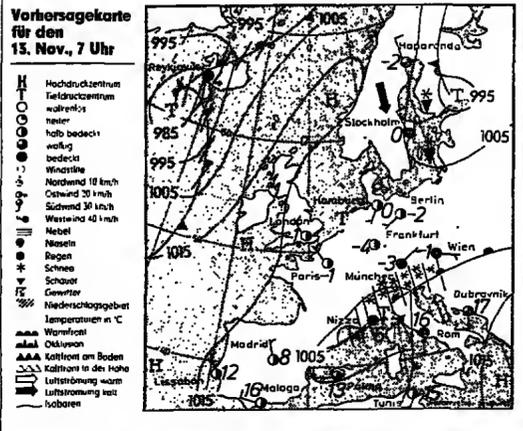 Vorhersagekarte
für den
13. Nov., 7 Uhr
H Hochdruckzentrum
T Tiefdruckzentrum
wolkenlos
heiter
halb bedeckt
wolkig
bedeckt
Windstille
Nordwind 10 km/h
Ostwind 20 km/h
Südwind 30 km/h
Westwind 40 km/h
Nebel
Nieseln
Regen
Schnee
Schauer
Gewitter
Niederschlagsgebiet
Temperaturen in °C
Warmfront
Okklusion
Kaltfront am Boden
Kaltfront in der Höhe
Luftströmung warm
Luftströmung kalt
Isobaren
995
1005
995
Reykjavik
Haparanda
-2
T
T
995
985
H
Stockholm
0
1005
995
1005
Hamburg
Berlin
0
-2
London
T
1015
H
Frankfurt
-4
Wien
-1
Paris -1
München
-3
Dubrovnik
17
Nizza
T
16
Rom
Madrid
8
1005
H
Lissabon
12
1015
H
16
Malaga
13
Palma
Tunis
15
1015